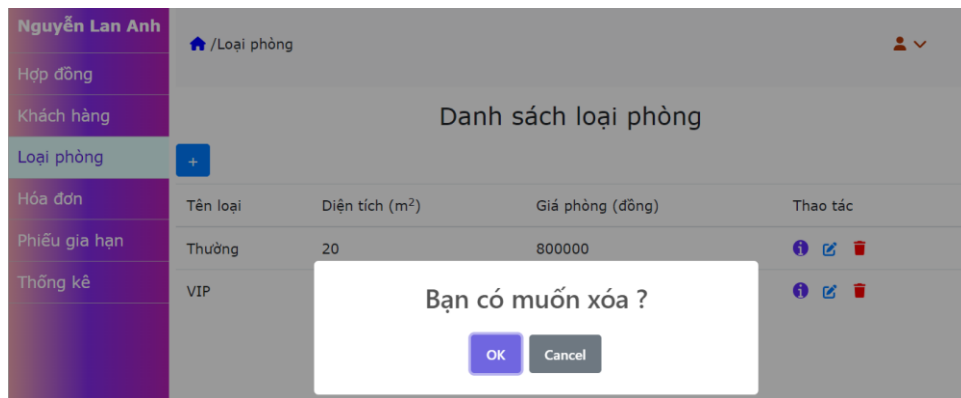 Nguyễn Lan Anh
Hợp đồng
Khách hàng
Loại phòng
Hóa đơn
Phiếu gia hạn
Thống kê
/Loại phòng
Danh sách loại phòng
+
Tên loại Diện tích (m²) Giá phòng (đồng) Thao tác
Thường 20 800000
VIP
Bạn có muốn xóa ?
OK Cancel